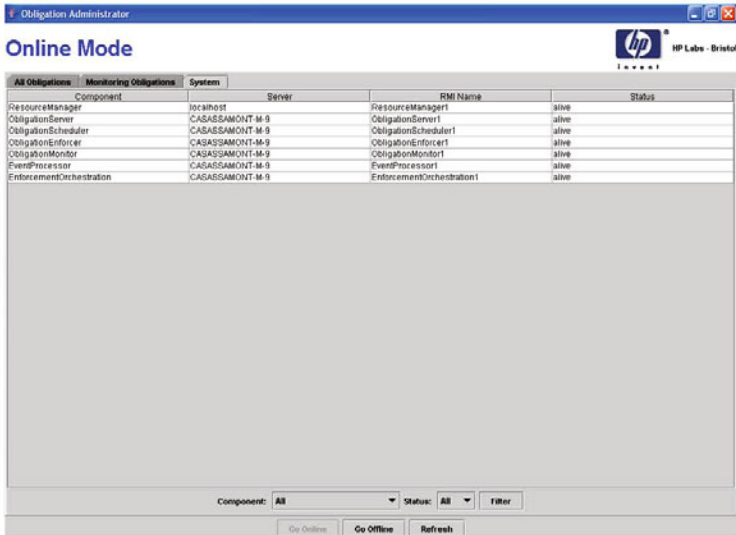 Obligation Administrator
Online Mode
hp
invent
HP Labs - Bristol
All Obligations Monitoring Obligations System
Component Server RMI Name Status
ResourceManager localhost ResourceManager1 alive
ObligationServer CASASSAMONT-M-9 ObligationServer1 alive
ObligationScheduler CASASSAMONT-M-9 ObligationScheduler1 alive
ObligationEnforcer CASASSAMONT-M-9 ObligationEnforcer1 alive
ObligationMonitor CASASSAMONT-M-9 ObligationMonitor1 alive
EventProcessor CASASSAMONT-M-9 EventProcessor1 alive
EnforcementOrchestration CASASSAMONT-M-9 EnforcementOrchestration1 alive
Component: All Status: All Filter
Go Online Go Offline Refresh